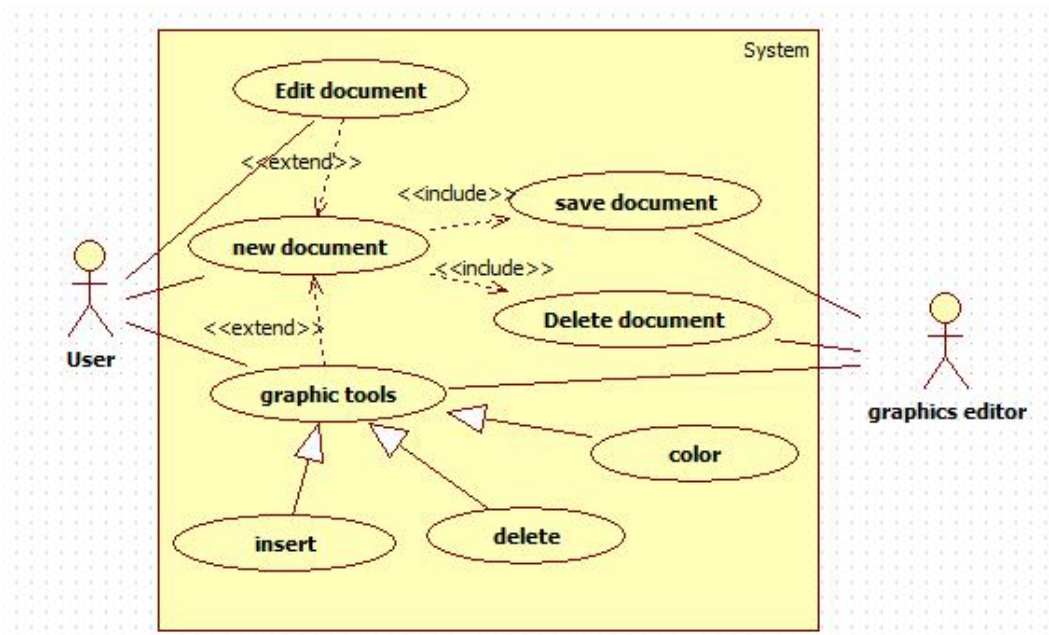 System
Edit document
<<extend>>
<<include>>
save document
new document
<<include>>
Delete document
<<extend>>
User
graphic tools
graphics editor
color
insert
delete